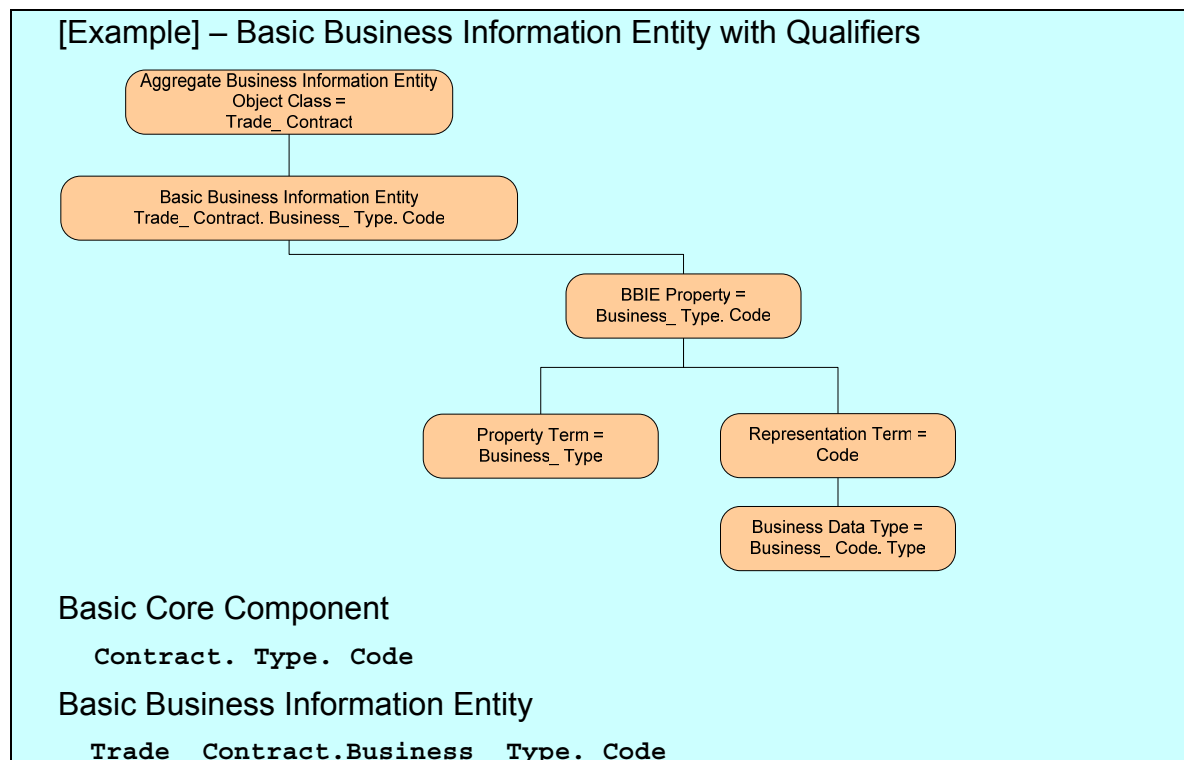 [Example] – Basic Business Information Entity with Qualifiers
Aggregate Business Information Entity
Object Class =
Trade_ Contract
Basic Business Information Entity
Trade_ Contract. Business_ Type. Code
BBIE Property =
Business_ Type. Code
Property Term =
Business_ Type
Representation Term =
Code
Business Data Type =
Business_ Code. Type
Basic Core Component
Contract. Type. Code
Basic Business Information Entity
Trade  Contract.Business  Type. Code